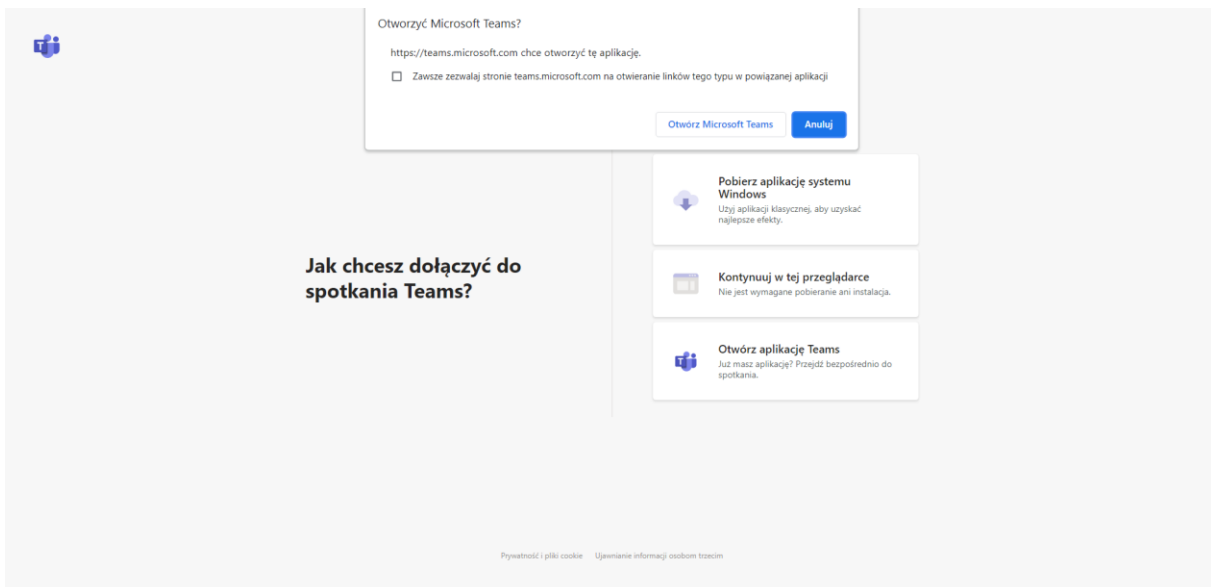 Otworzyć Microsoft Teams?
https://teams.microsoft.com chce otworzyć tę aplikację.
Zawsze zezwalaj stronie teams.microsoft.com na otwieranie linków tego typu w powiązanej aplikacji
Otwórz Microsoft Teams
Anuluj
Jak chcesz dołączyć do
spotkania Teams?
Pobierz aplikację systemu
Windows
Użyj aplikacji klasycznej, aby uzyskać
najlepsze efekty.
Kontynuuj w tej przeglądarce
Nie jest wymagane pobieranie ani instalacja.
Otwórz aplikację Teams
Już masz aplikację? Przejdź bezpośrednio do
spotkania.
Prywatność i pliki cookie
Ujawnianie informacji osobom trzecim